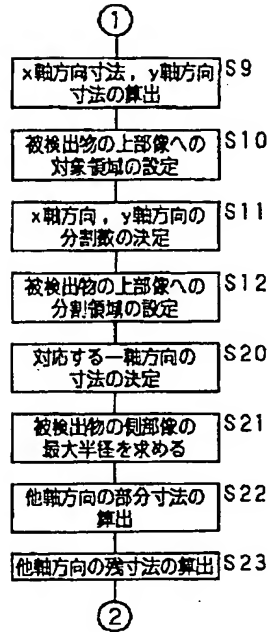 1
x軸方向寸法,y軸方向 S9
寸法の算出
被検出物の上部像への S10
対象領域の設定
x軸方向,y軸方向の S11
分割数の決定
被検出物の上部像への S12
分割領域の設定
対応する一軸方向の S20
寸法の決定
被検出物の側部像の S21
最大半径を求める
他軸方向の部分寸法の S22
算出
他軸方向の残寸法の算出 S23
2